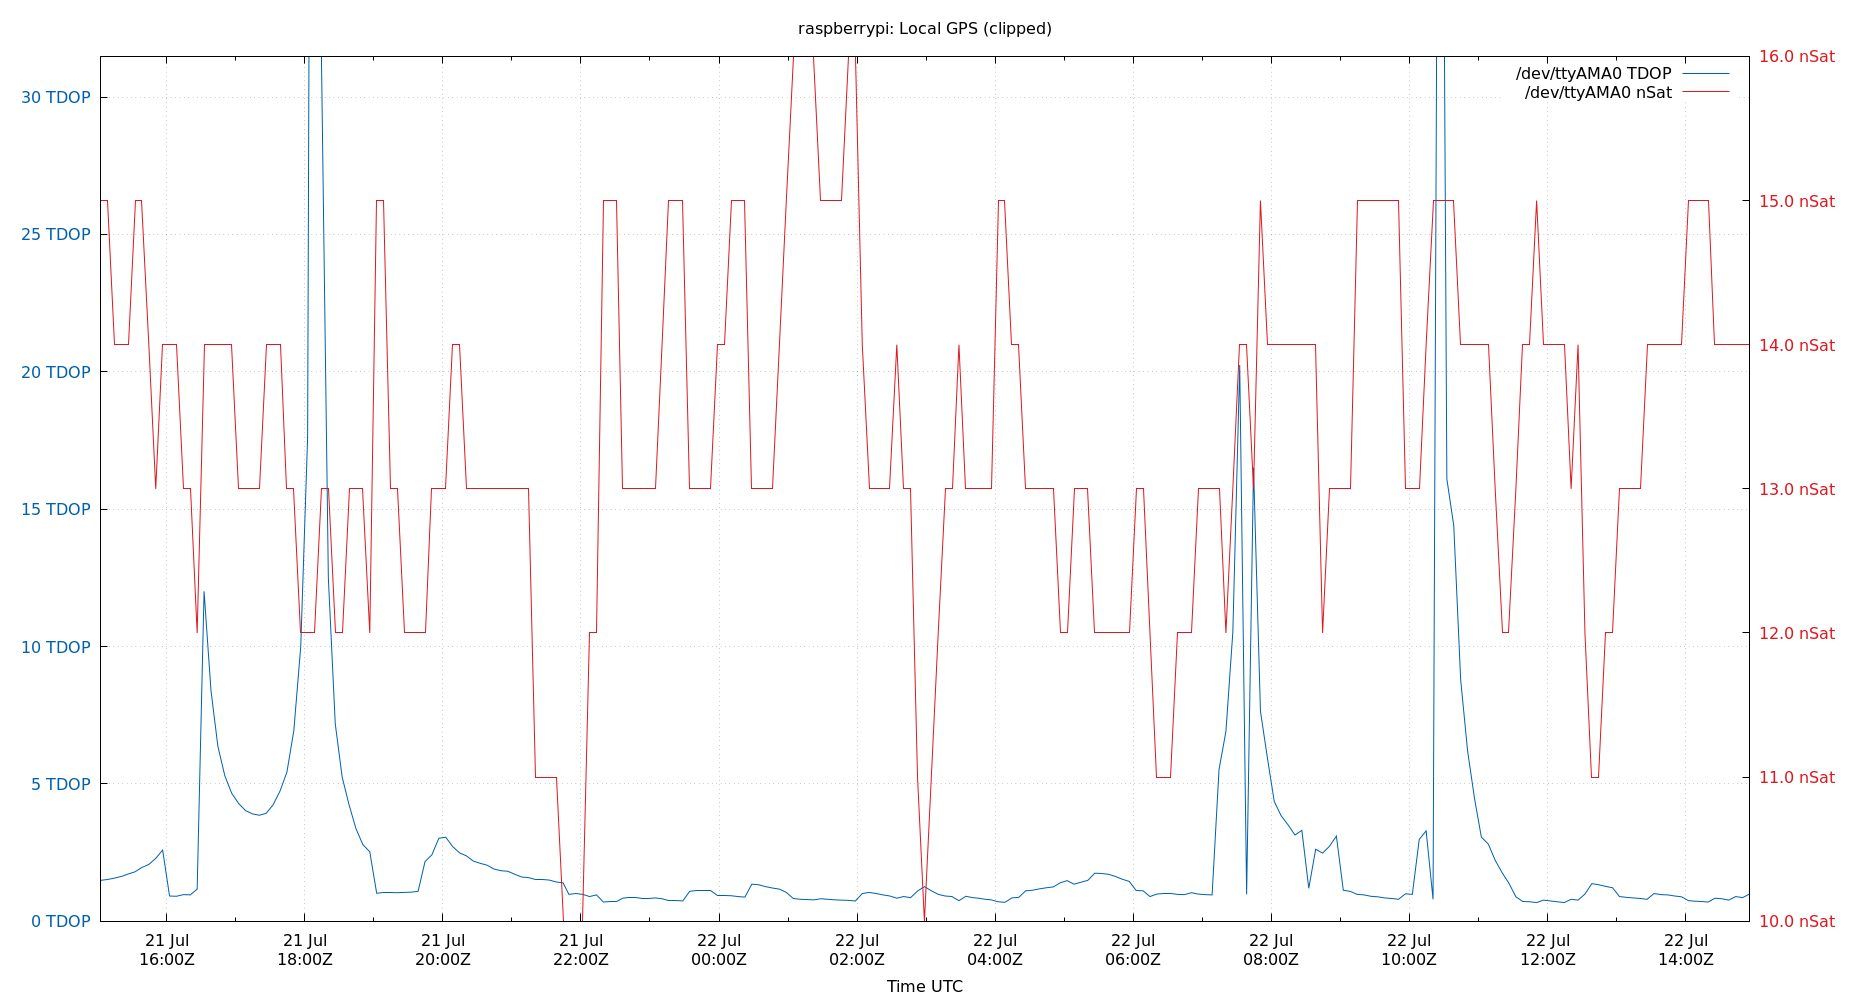 raspberrypi: Local GPS (clipped)
/dev/ttyAMA0 TDOP
/dev/ttyAMA0 nSat
30 TDOP
25 TDOP
20 TDOP
15 TDOP
10 TDOP
5 TDOP
0 TDOP
16.0 nSat
15.0 nSat
14.0 nSat
13.0 nSat
12.0 nSat
11.0 nSat
10.0 nSat
21 Jul
16:00Z
21 Jul
18:00Z
21 Jul
20:00Z
21 Jul
22:00Z
22 Jul
00:00Z
22 Jul
02:00Z
22 Jul
04:00Z
22 Jul
06:00Z
22 Jul
08:00Z
22 Jul
10:00Z
22 Jul
12:00Z
22 Jul
14:00Z
Time UTC